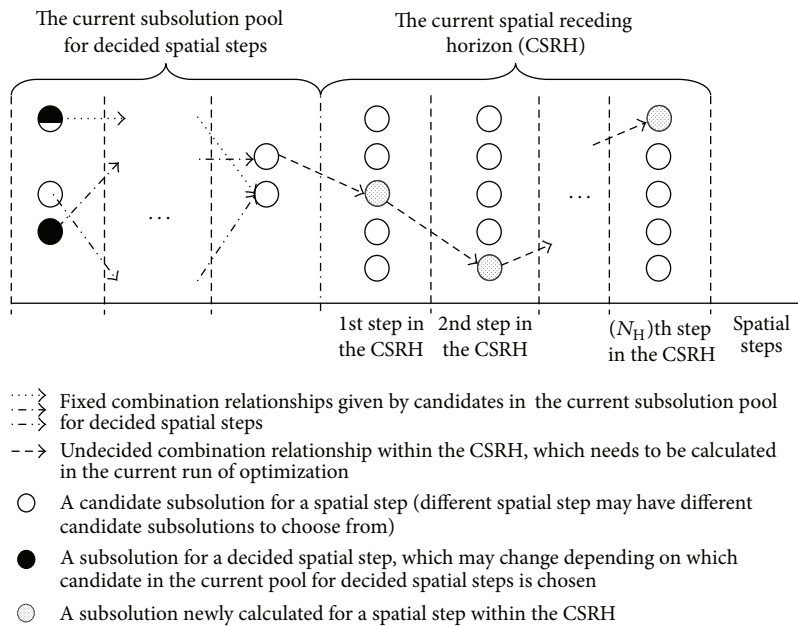 The current subsolution pool
for decided spatial steps
The current spatial receding
horizon (CSRH)
...
...
1st step in
the CSRH
2nd step in
the CSRH
(N_H)th step
in the CSRH
Spatial
steps
Fixed combination relationships given by candidates in the current subsolution pool
for decided spatial steps
Undecided combination relationship within the CSRH, which needs to be calculated
in the current run of optimization
A candidate subsolution for a spatial step (different spatial step may have different
candidate subsolutions to choose from)
A subsolution for a decided spatial step, which may change depending on which
candidate in the current pool for decided spatial steps is chosen
A subsolution newly calculated for a spatial step within the CSRH